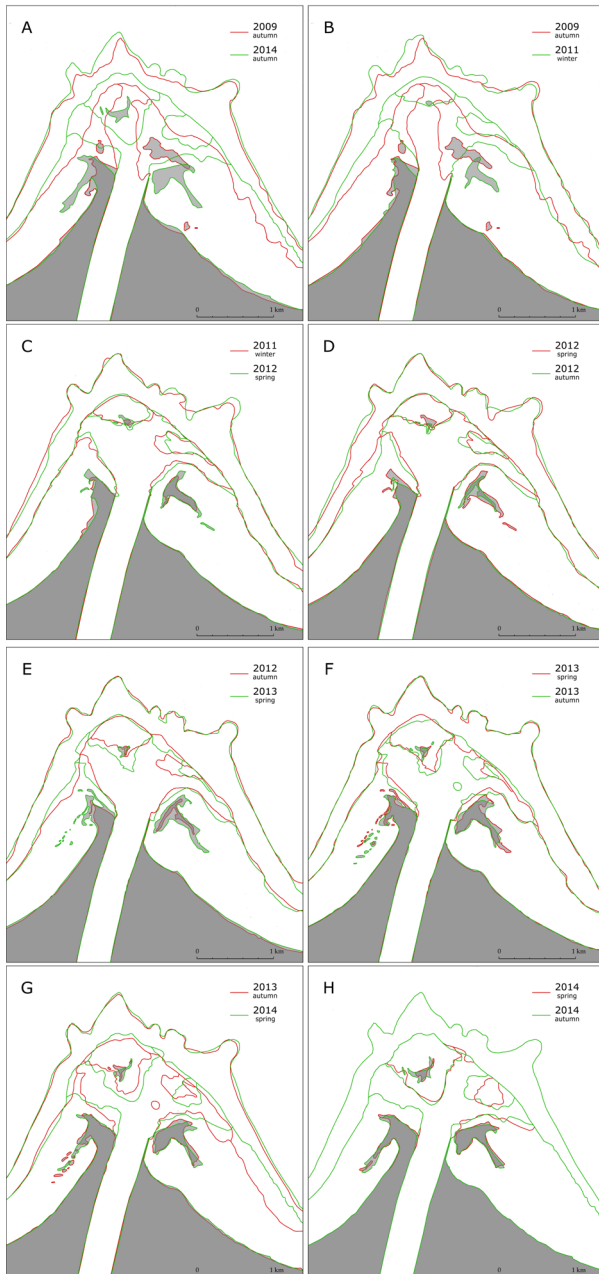 A
2009
autumn
2014
autumn
0 1 km
B
2009
autumn
2011
winter
0 1 km
C
2011
winter
2012
spring
0 1 km
D
2012
spring
2012
autumn
0 1 km
E
2012
autumn
2013
spring
0 1 km
F
2013
spring
2013
autumn
0 1 km
G
2013
autumn
2014
spring
0 1 km
H
2014
spring
2014
autumn
0 1 km